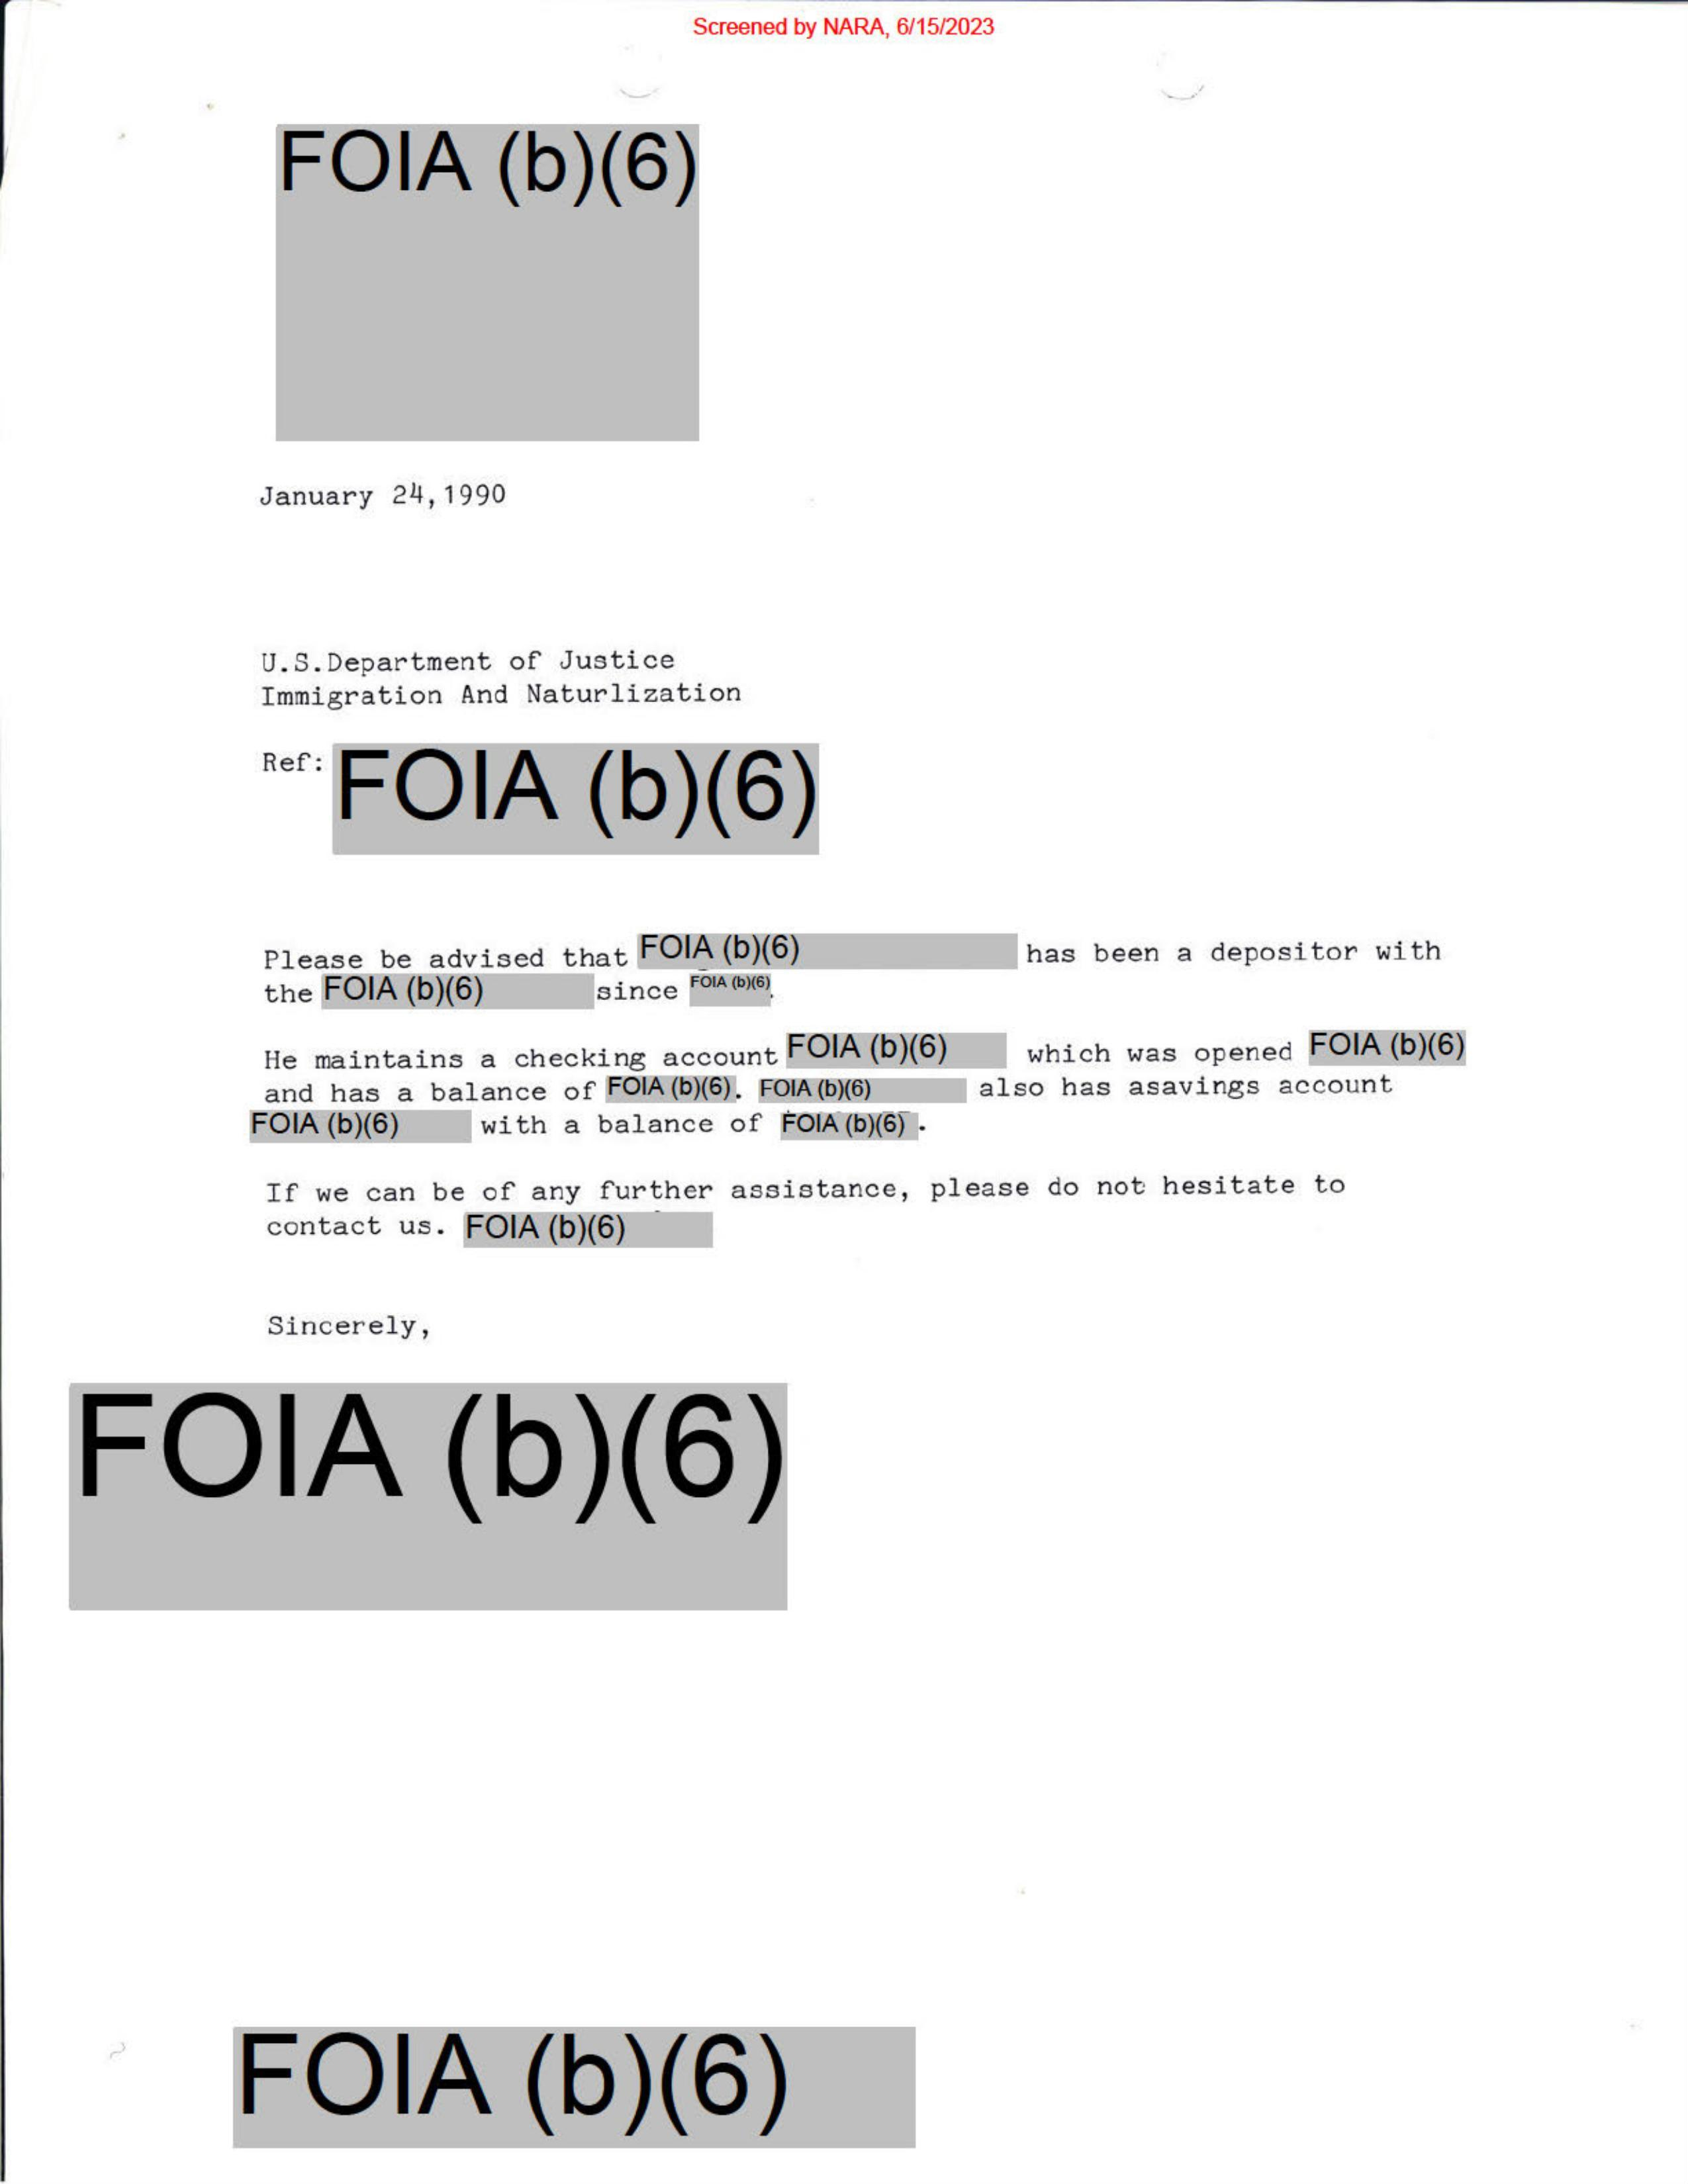 Screened by NARA, 6/15/2023
FOIA (b)(6)
January 24,1990
U.S.Department of Justice
Immigration And Naturlization
Ref: FOIA (b)(6)
Please be advised that FOIA (b)(6) has been a depositor with
the FOIA (b)(6) since FOIA (b)(6).
He maintains a checking account FOIA (b)(6) which was opened FOIA (b)(6)
and has a balance of FOIA (b)(6). FOIA (b)(6) also has asavings account
FOIA (b)(6) with a balance of FOIA (b)(6).
If we can be of any further assistance, please do not hesitate to
contact us. FOIA (b)(6)
Sincerely,
FOIA (b)(6)
FOIA (b)(6)